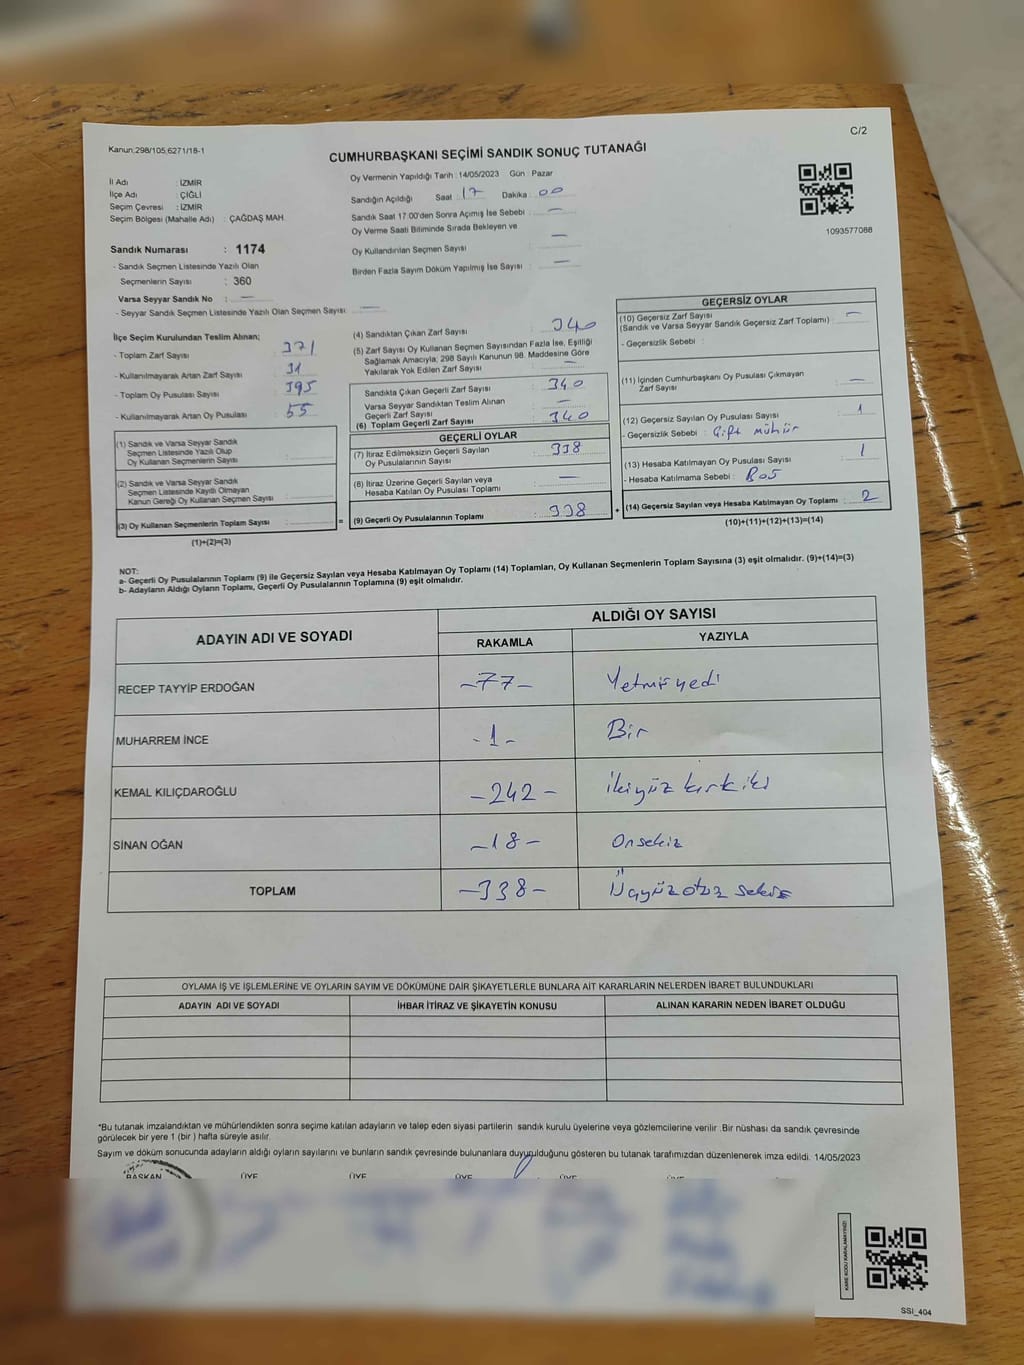 C/2
Kanun;298/105,6271/18-1
CUMHURBAŞKANI SEÇİMİ SANDIK SONUÇ TUTANAĞI
İl Adı : İZMİR
İlçe Adı : ÇİĞLİ
Seçim Çevresi : İZMİR
Seçim Bölgesi (Mahalle Adı) : ÇAĞDAŞ MAH.
Sandık Numarası : 1174
- Sandık Seçmen Listesinde Yazılı Olan
Seçmenlerin Sayısı : 360
Varsa Seyyar Sandık No : —
- Seyyar Sandık Seçmen Listesinde Yazılı Olan Seçmen Sayısı: —
Oy Vermenin Yapıldığı Tarih : 14/05/2023 Gün : Pazar
Sandığın Açıldığı Saat : 17 Dakika : 00
Sandık Saat 17.00'den Sonra Açımış İse Sebebi : —
Oy Verme Saati Bitiminde Sırada Bekleyen ve
Oy Kullandırılan Seçmen Sayısı : —
Birden Fazla Sayım Döküm Yapılmış İse Sayısı : —
1093577088
İlçe Seçim Kurulundan Teslim Alınan;
- Toplam Zarf Sayısı : 371
- Kullanılmayarak Artan Zarf Sayısı : 31
- Toplam Oy Pusulası Sayısı : 395
- Kullanılmayarak Artan Oy Pusulası : 55
(1) Sandık ve Varsa Seyyar Sandık
Seçmen Listesinde Yazılı Olup
Oy Kullanan Seçmenlerin Sayısı :
(2) Sandık ve Varsa Seyyar Sandık
Seçmen Listesinde Kayıtlı Olmayan
Kanun Gereği Oy Kullanan Seçmen Sayısı :
(3) Oy Kullanan Seçmenlerin Toplam Sayısı : =
(1)+(2)=(3)
(4) Sandıktan Çıkan Zarf Sayısı : 340
(5) Zarf Sayısı Oy Kullanan Seçmen Sayısından Fazla İse, Eşitliği
Sağlamak Amacıyla; 298 Sayılı Kanunun 98. Maddesine Göre
Yakılarak Yok Edilen Zarf Sayısı : —
Sandıkta Çıkan Geçerli Zarf Sayısı : 340
Varsa Seyyar Sandıktan Teslim Alınan
Geçerli Zarf Sayısı : —
(6) Toplam Geçerli Zarf Sayısı : 340
GEÇERLİ OYLAR
(7) İtiraz Edilmeksizin Geçerli Sayılan
Oy Pusulalarının Sayısı : 338
(8) İtiraz Üzerine Geçerli Sayılan veya
Hesaba Katılan Oy Pusulası Toplamı : —
(9) Geçerli Oy Pusulalarının Toplamı : 338 +
GEÇERSİZ OYLAR
(10) Geçersiz Zarf Sayısı : —
(Sandık ve Varsa Seyyar Sandık Geçersiz Zarf Toplamı)
- Geçersizlik Sebebi :
(11) İçinden Cumhurbaşkanı Oy Pusulası Çıkmayan
Zarf Sayısı : —
(12) Geçersiz Sayılan Oy Pusulası Sayısı : 1
- Geçersizlik Sebebi : Çift mühür
(13) Hesaba Katılmayan Oy Pusulası Sayısı : 1
- Hesaba Katılmama Sebebi : Boş
(14) Geçersiz Sayılan veya Hesaba Katılmayan Oy Toplamı : 2
(10)+(11)+(12)+(13)=(14)
NOT:
a- Geçerli Oy Pusulalarının Toplamı (9) ile Geçersiz Sayılan veya Hesaba Katılmayan Oy Toplamı (14) Toplamları, Oy Kullanan Seçmenlerin Toplam Sayısına (3) eşit olmalıdır. (9)+(14)=(3)
b- Adayların Aldığı Oyların Toplamı, Geçerli Oy Pusulalarının Toplamına (9) eşit olmalıdır.
ADAYIN ADI VE SOYADI ALDIĞI OY SAYISI
RAKAMLA YAZIYLA
RECEP TAYYİP ERDOĞAN -77- Yetmişyedi
MUHARREM İNCE -1- Bir
KEMAL KILIÇDAROĞLU -242- ikiyüz kırkiki
SİNAN OĞAN -18- Onsekiz
TOPLAM -338- Üçyüzotuz sekiz
OYLAMA İŞ VE İŞLEMLERİNE VE OYLARIN SAYIM VE DÖKÜMÜNE DAİR ŞİKAYETLERLE BUNLARA AİT KARARLARIN NELERDEN İBARET BULUNDUKLARI
ADAYIN ADI VE SOYADI İHBAR İTİRAZ VE ŞİKAYETİN KONUSU ALINAN KARARIN NEDEN İBARET OLDUĞU
*Bu tutanak imzalandıktan ve mühürlendikten sonra seçime katılan adayların ve talep eden siyasi partilerin sandık kurulu üyelerine veya gözlemcilerine verilir .Bir nüshası da sandık çevresinde
görülecek bir yere 1 (bir ) hafta süreyle asılır.
Sayım ve döküm sonucunda adayların aldığı oyların sayılarını ve bunların sandık çevresinde bulunanlara duyurulduğunu gösteren bu tutanak tarafımızdan düzenlenerek imza edildi. 14/05/2023
BAŞKAN ÜYE ÜYE ÜYE ÜYE ÜYE
KARE KODU KARALAMAYINIZ!
SSI_404